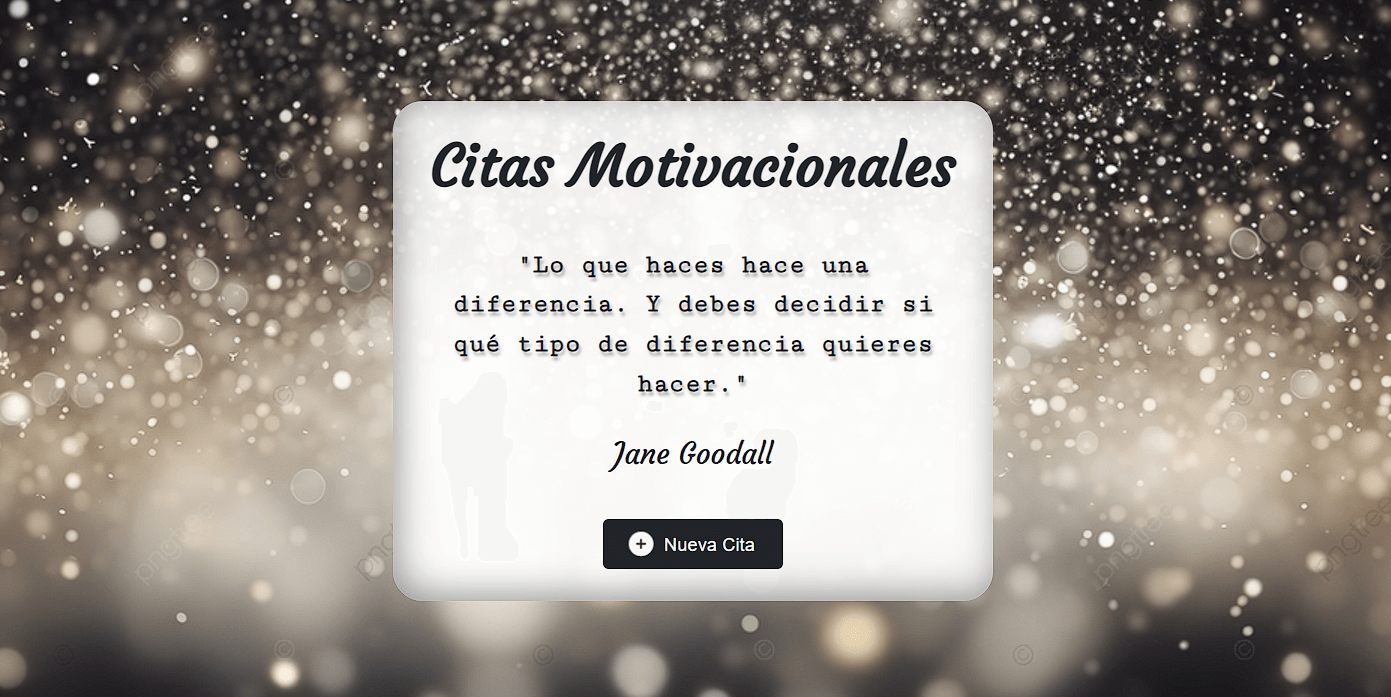 Citas Motivacionales
"Lo que haces hace una
diferencia. Y debes decidir si
qué tipo de diferencia quieres
hacer."
Jane Goodall
Nueva Cita
pngtee